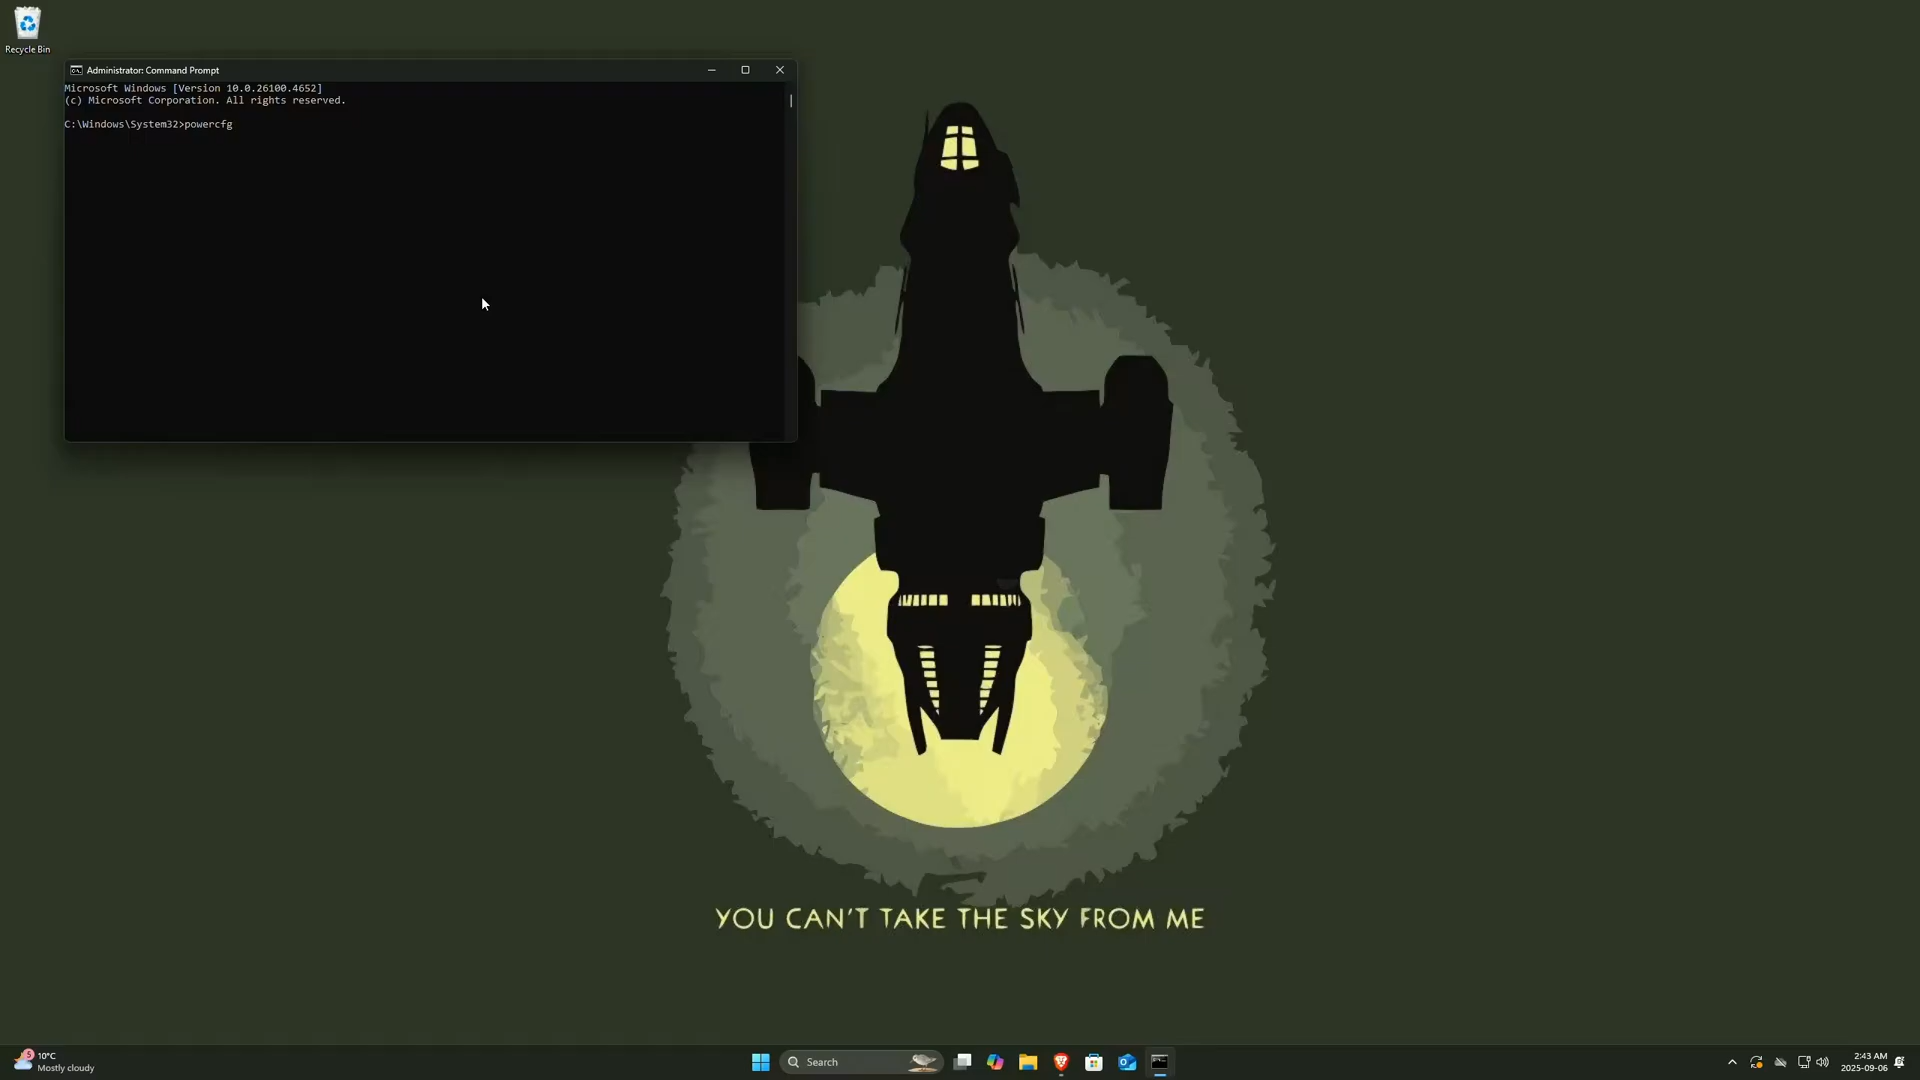 Recycle Bin
Administrator: Command Prompt
Microsoft Windows [Version 10.0.26100.4652]
(c) Microsoft Corporation. All rights reserved.
C:\Windows\System32>powercfg
YOU CAN'T TAKE THE SKY FROM ME
5
10°C
Mostly cloudy
Search
2:43 AM
2025-09-06